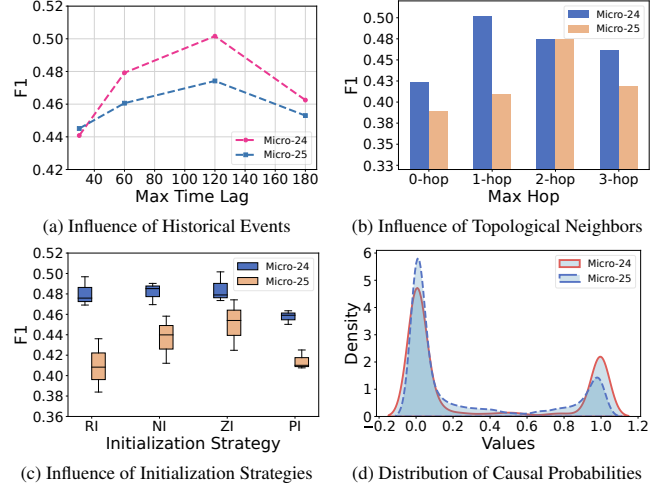 0.52
0.50
0.48
0.46
0.44
0.42
F1
40 60 80 100 120 140 160 180
Max Time Lag
Micro-24
Micro-25
(a) Influence of Historical Events
0.50
0.45
0.43
0.40
0.38
0.35
0.33
F1
0-hop 1-hop 2-hop 3-hop
Max Hop
Micro-24
Micro-25
(b) Influence of Topological Neighbors
0.52
0.50
0.48
0.46
0.44
0.42
0.40
0.38
0.36
F1
RI NI ZI PI
Initialization Strategy
Micro-24
Micro-25
(c) Influence of Initialization Strategies
6
5
4
3
2
1
0
Density
−0.2 0.0 0.2 0.4 0.6 0.8 1.0 1.2
Values
Micro-24
Micro-25
(d) Distribution of Causal Probabilities